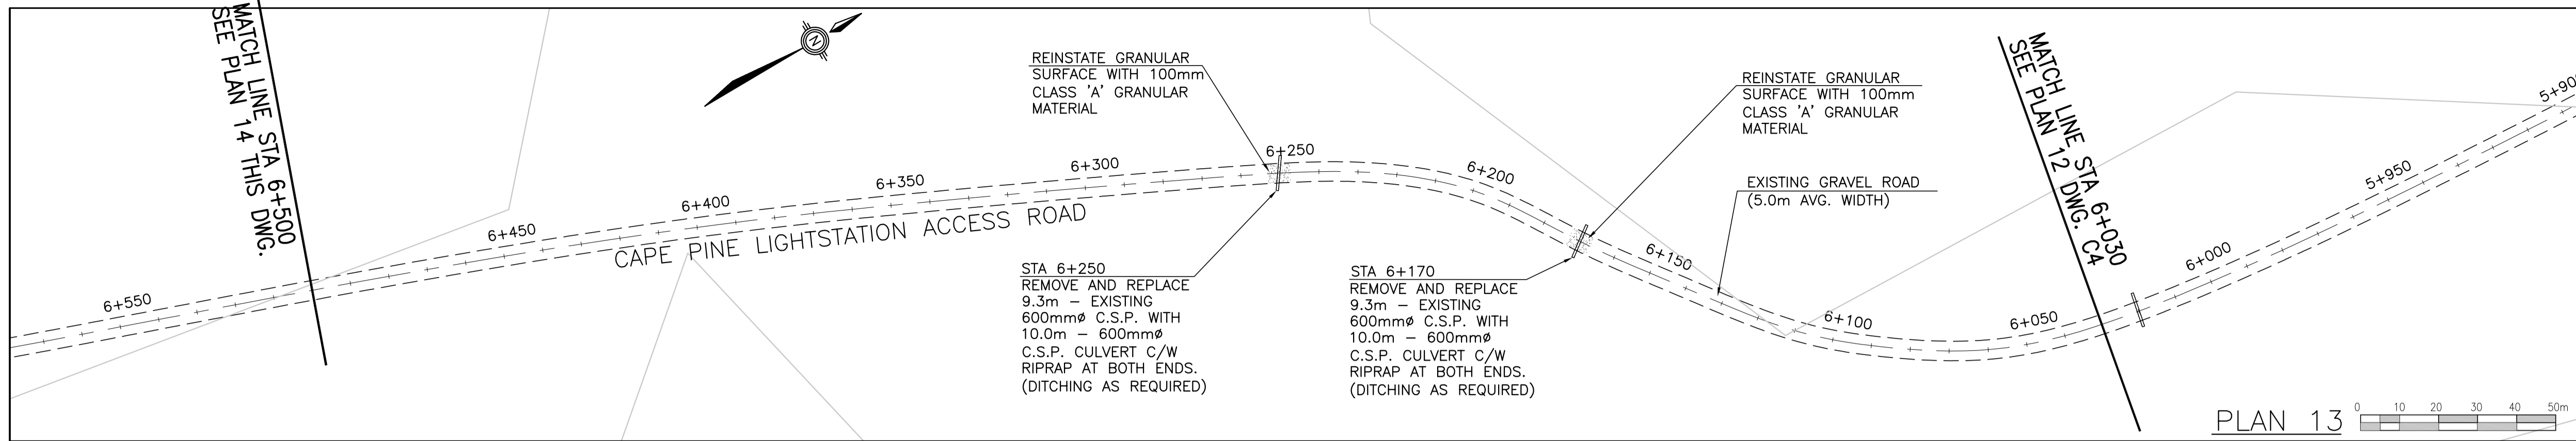 MATCH LINE STA 6+500
SEE PLAN 14 THIS DWG.
N
REINSTATE GRANULAR
SURFACE WITH 100mm
CLASS 'A' GRANULAR
MATERIAL
REINSTATE GRANULAR
SURFACE WITH 100mm
CLASS 'A' GRANULAR
MATERIAL
EXISTING GRAVEL ROAD
(5.0m AVG. WIDTH)
MATCH LINE STA 6+030
SEE PLAN 12 DWG. C4
6+550
6+450
6+400
6+350
6+300
6+250
6+200
6+150
6+100
6+050
6+000
5+950
5+90
CAPE PINE LIGHTSTATION ACCESS ROAD
STA 6+250
REMOVE AND REPLACE
9.3m – EXISTING
600mmø C.S.P. WITH
10.0m – 600mmø
C.S.P. CULVERT C/W
RIPRAP AT BOTH ENDS.
(DITCHING AS REQUIRED)
STA 6+170
REMOVE AND REPLACE
9.3m – EXISTING
600mmø C.S.P. WITH
10.0m – 600mmø
C.S.P. CULVERT C/W
RIPRAP AT BOTH ENDS.
(DITCHING AS REQUIRED)
PLAN 13
0 10 20 30 40 50m